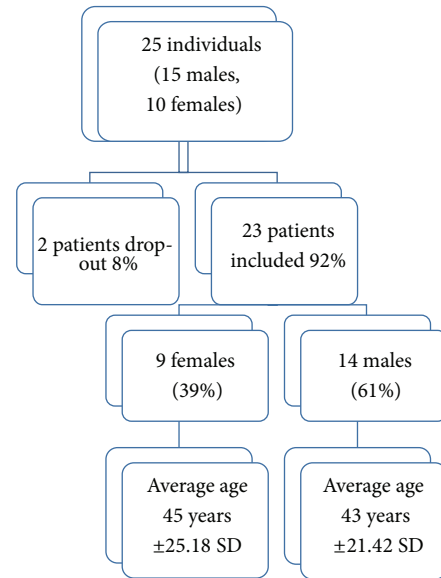 25 individuals
(15 males,
10 females)
2 patients drop-
out 8%
23 patients
included 92%
9 females
(39%)
14 males
(61%)
Average age
45 years
±25.18 SD
Average age
43 years
±21.42 SD